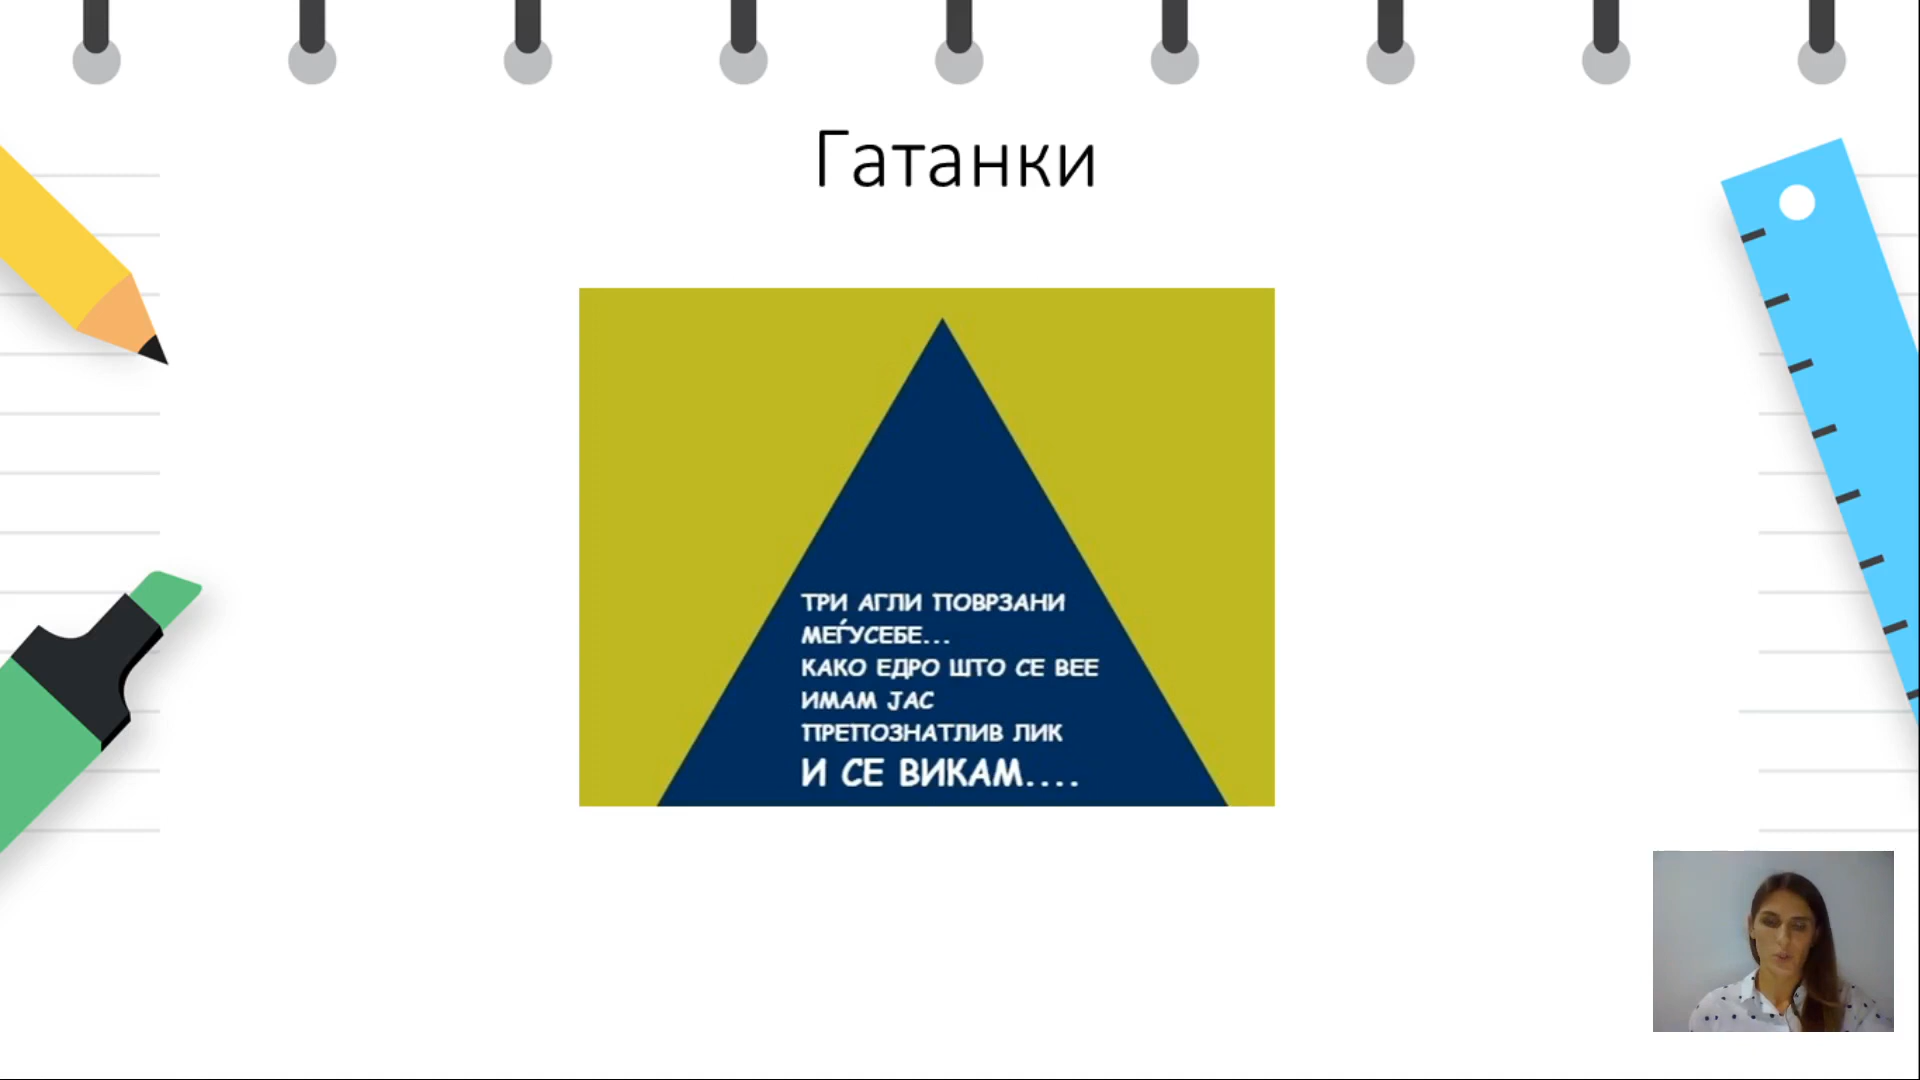 Гатанки
ТРИ АГЛИ ПОВРЗАНИ
МЕЃУСЕБЕ...
КАКО ЕДРО ШТО СЕ ВЕЕ
ИМАМ ЈАС
ПРЕПОЗНАТЛИВ ЛИК
И СЕ ВИКАМ....